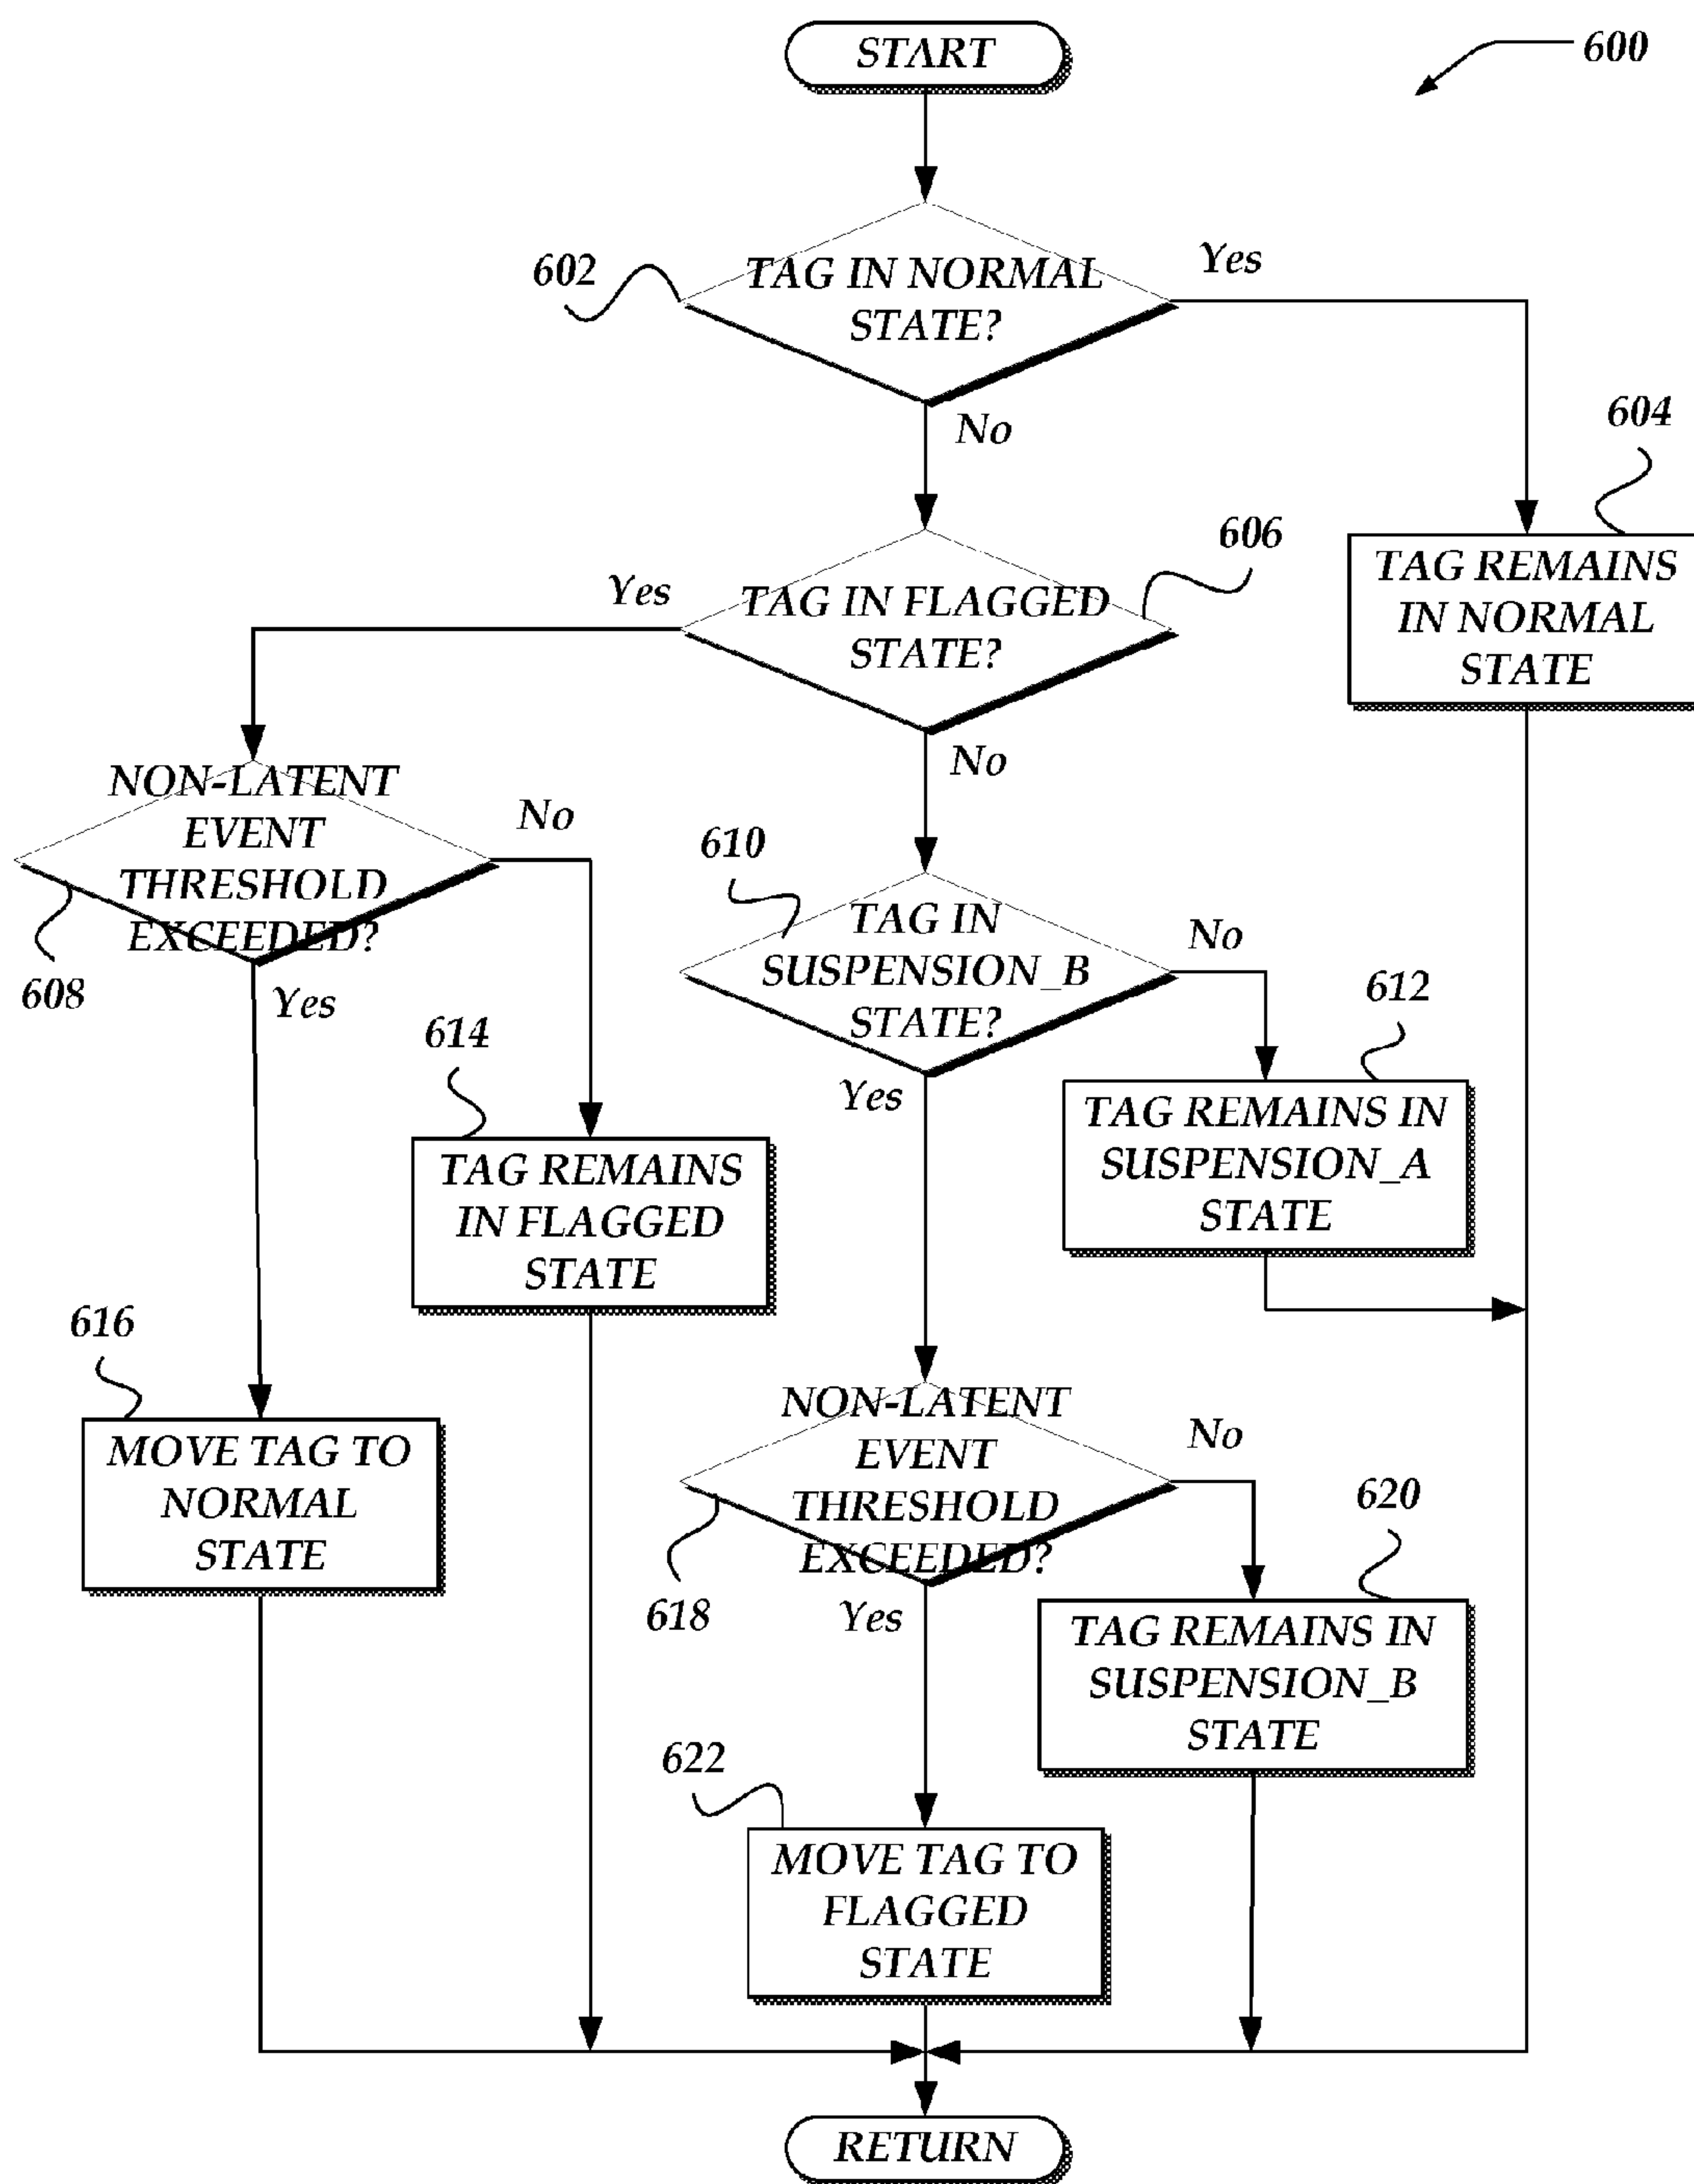 START
600
602
TAG IN NORMAL
STATE?
Yes
No
604
TAG REMAINS
IN NORMAL
STATE
606
TAG IN FLAGGED
STATE?
Yes
No
NON-LATENT
EVENT
THRESHOLD
EXCEEDED?
608
No
Yes
610
TAG IN
SUSPENSION_B
STATE?
No
Yes
612
TAG REMAINS IN
SUSPENSION_A
STATE
614
TAG REMAINS
IN FLAGGED
STATE
616
MOVE TAG TO
NORMAL
STATE
NON-LATENT
EVENT
THRESHOLD
EXCEEDED?
618
No
Yes
620
TAG REMAINS IN
SUSPENSION_B
STATE
622
MOVE TAG TO
FLAGGED
STATE
RETURN